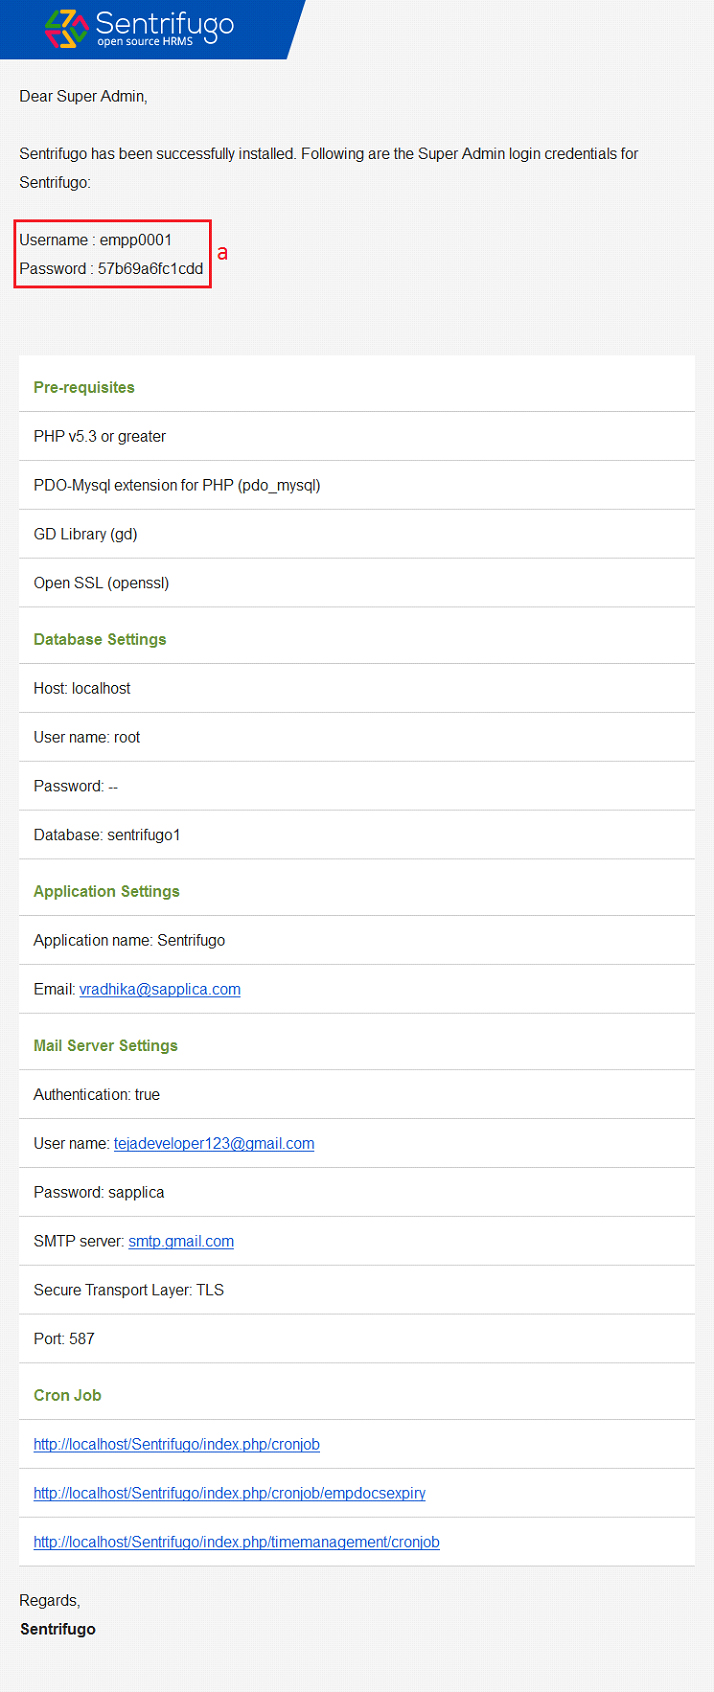 Sentrifugo
open source HRMS
Dear Super Admin,
Sentrifugo has been successfully installed. Following are the Super Admin login credentials for
Sentrifugo:
Username : empp0001
Password : 57b69a6fc1cdd
a
Pre-requisites
PHP v5.3 or greater
PDO-Mysql extension for PHP (pdo_mysql)
GD Library (gd)
Open SSL (openssl)
Database Settings
Host: localhost
User name: root
Password: --
Database: sentrifugo1
Application Settings
Application name: Sentrifugo
Email: vradhika@sapplica.com
Mail Server Settings
Authentication: true
User name: tejadeveloper123@gmail.com
Password: sapplica
SMTP server: smtp.gmail.com
Secure Transport Layer: TLS
Port: 587
Cron Job
http://localhost/Sentrifugo/index.php/cronjob
http://localhost/Sentrifugo/index.php/cronjob/empdocsexpiry
http://localhost/Sentrifugo/index.php/timemanagement/cronjob
Regards,
Sentrifugo